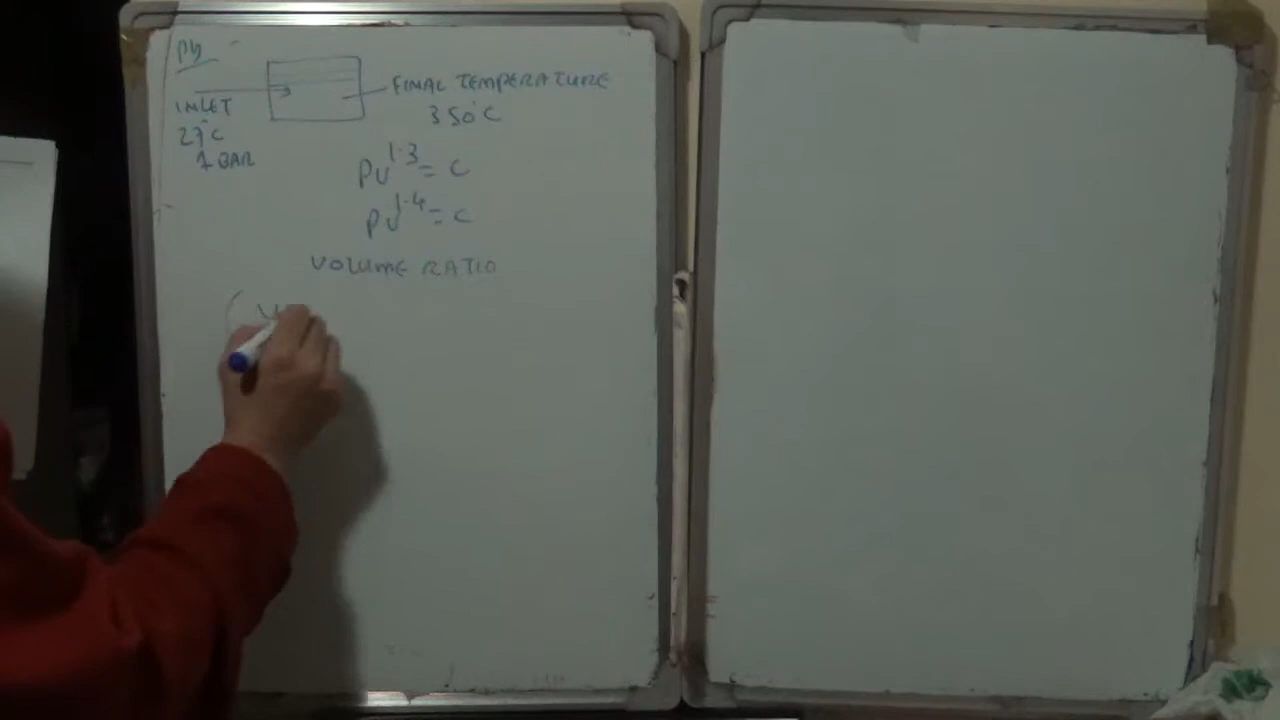 INLET
27°C
1 BAR
FINAL TEMPERATURE
350°C
PV^1.3 = C
PV^1.4 = C
VOLUME RATIO
( V